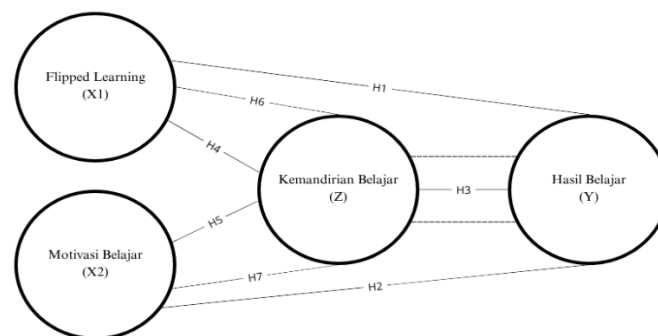 Flipped Learning
(X1)
H1
H6
H4
Kemandirian Belajar
(Z)
H3
Hasil Belajar
(Y)
H5
Motivasi Belajar
(X2)
H7
H2